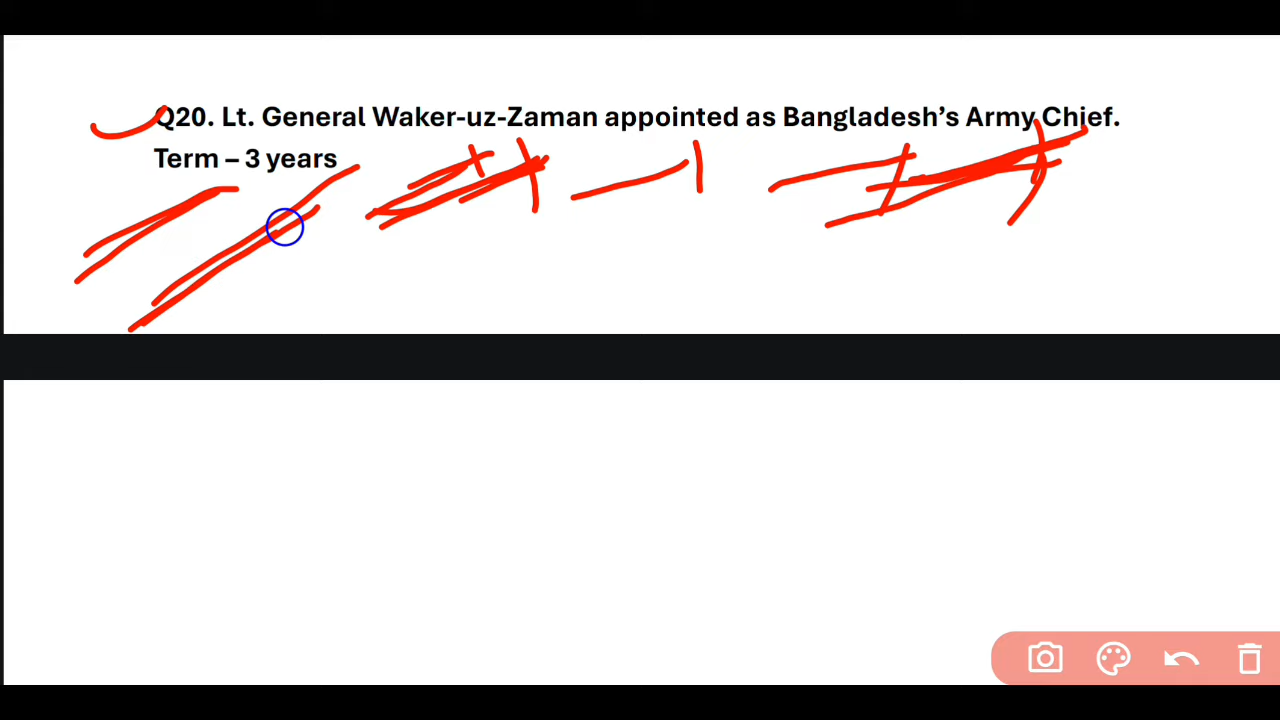 Q20. Lt. General Waker-uz-Zaman appointed as Bangladesh’s Army Chief.
Term – 3 years